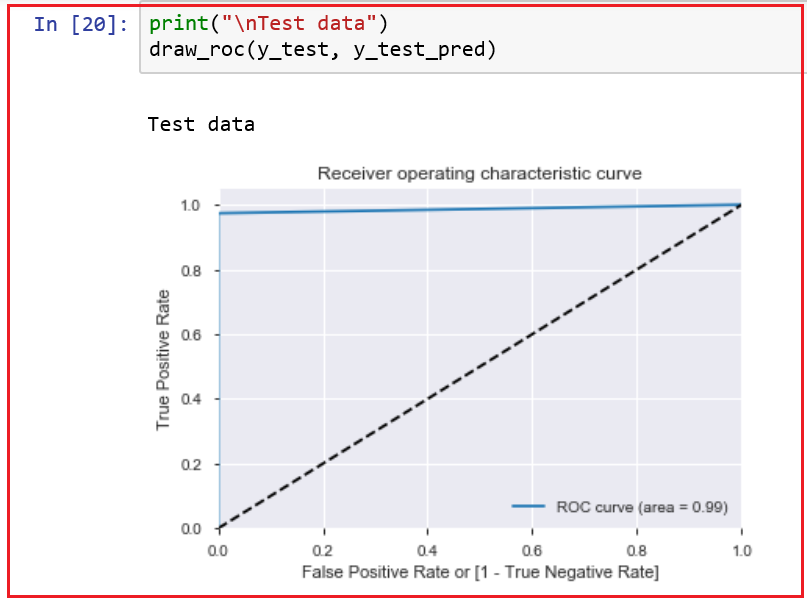 In [20]: print("\nTest data")
draw_roc(y_test, y_test_pred)
Test data
Receiver operating characteristic curve
1.0
0.8
0.6
0.4
0.2
0.0
True Positive Rate
ROC curve (area = 0.99)
0.0 0.2 0.4 0.6 0.8 1.0
False Positive Rate or [1 - True Negative Rate]